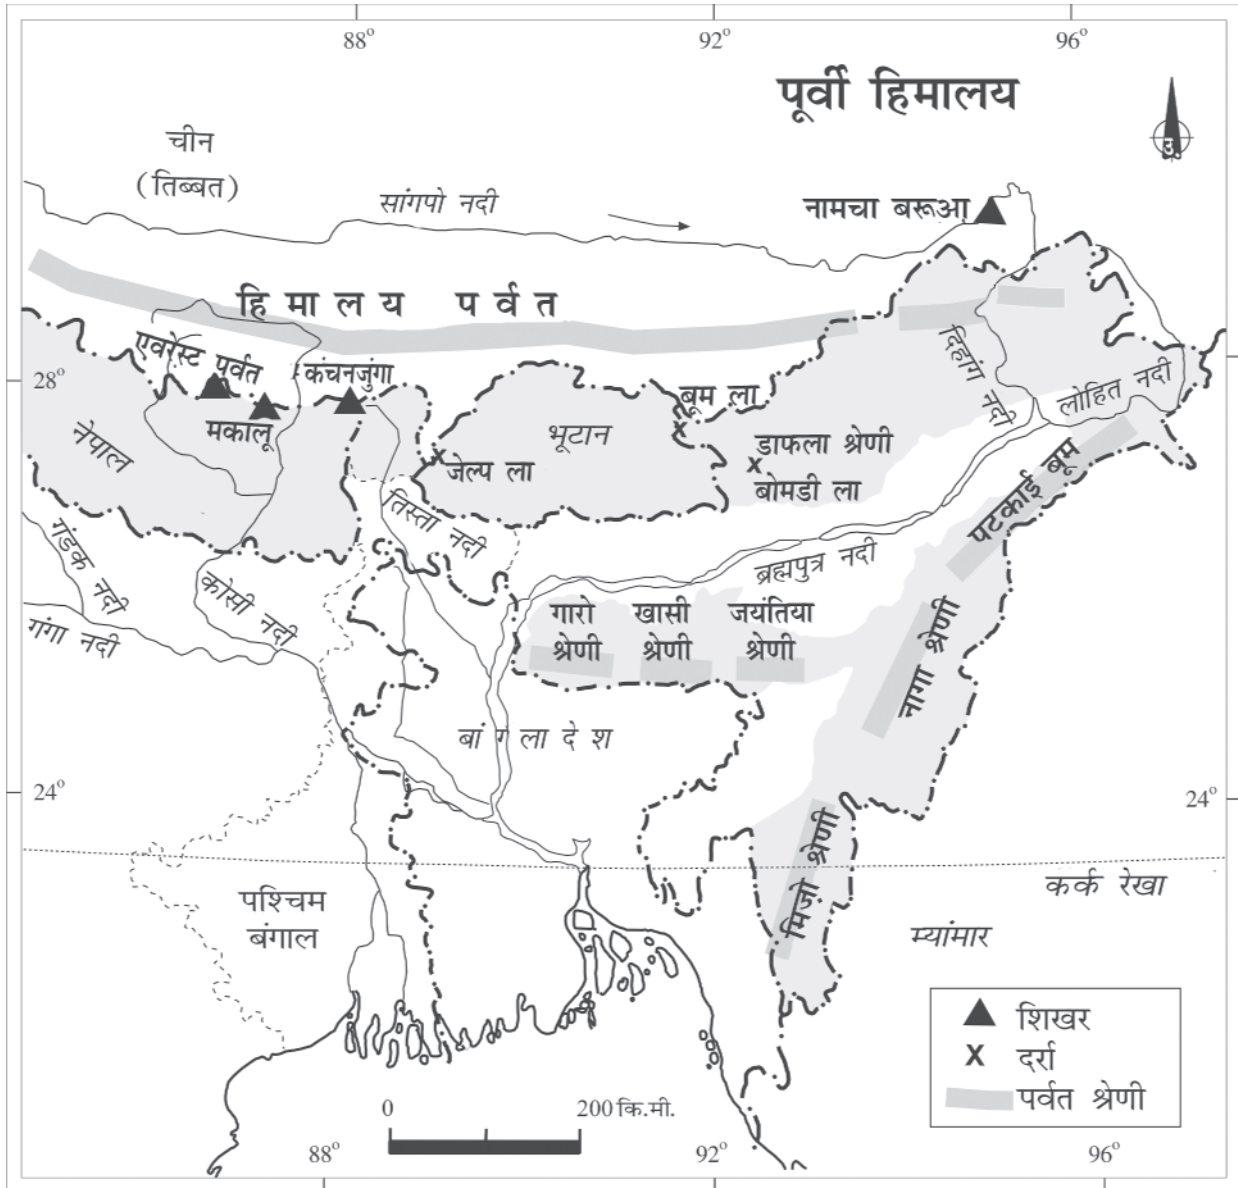 88°
92°
96°
पूर्वी हिमालय
चीन
(तिब्बत)
उ
सांगपो नदी
नामचा बरूआ
हिमालय पर्वत
एवरेस्ट पर्वत
कंचनजुंगा
मकालू
नेपाल
28°
बूम ला
भूटान
जेल्प ला
डाफला श्रेणी
बोमडी ला
दिहांग नदी
लोहित नदी
पटकाई बूम
तिस्ता नदी
गंडक नदी
कोसी नदी
गंगा नदी
ब्रह्मपुत्र नदी
गारो
श्रेणी
खासी
श्रेणी
जयंतिया
श्रेणी
नागा श्रेणी
बांगलादेश
24°
24°
मिज़ो श्रेणी
कर्क रेखा
पश्चिम
बंगाल
म्यांमार
शिखर
x दर्रा
पर्वत श्रेणी
0
200 कि.मी.
88°
92°
96°